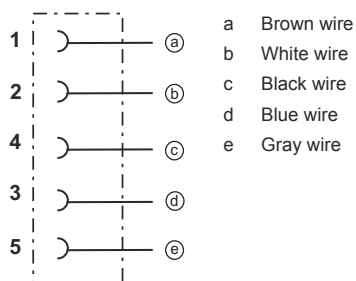 1 ⓐ
2 ⓑ
4 ⓒ
3 ⓓ
5 ⓔ
a Brown wire
b White wire
c Black wire
d Blue wire
e Gray wire